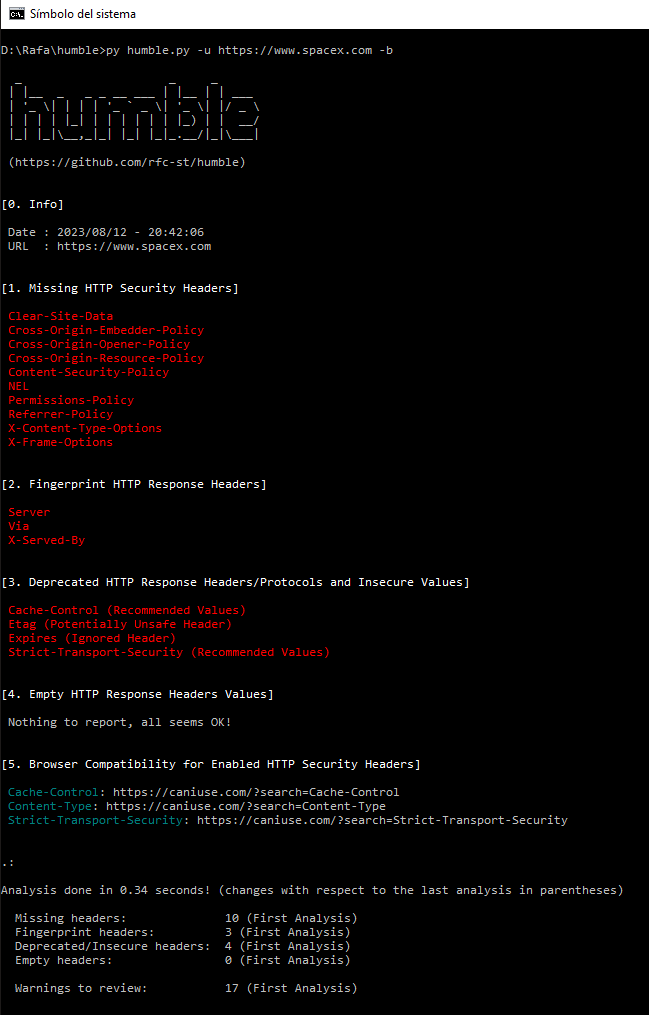 Símbolo del sistema
D:\Rafa\humble>py humble.py -u https://www.spacex.com -b
humble
(https://github.com/rfc-st/humble)
[0. Info]
Date : 2023/08/12 - 20:42:06
URL  : https://www.spacex.com
[1. Missing HTTP Security Headers]
Clear-Site-Data
Cross-Origin-Embedder-Policy
Cross-Origin-Opener-Policy
Cross-Origin-Resource-Policy
Content-Security-Policy
NEL
Permissions-Policy
Referrer-Policy
X-Content-Type-Options
X-Frame-Options
[2. Fingerprint HTTP Response Headers]
Server
Via
X-Served-By
[3. Deprecated HTTP Response Headers/Protocols and Insecure Values]
Cache-Control (Recommended Values)
Etag (Potentially Unsafe Header)
Expires (Ignored Header)
Strict-Transport-Security (Recommended Values)
[4. Empty HTTP Response Headers Values]
Nothing to report, all seems OK!
[5. Browser Compatibility for Enabled HTTP Security Headers]
Cache-Control: https://caniuse.com/?search=Cache-Control
Content-Type: https://caniuse.com/?search=Content-Type
Strict-Transport-Security: https://caniuse.com/?search=Strict-Transport-Security
.:
Analysis done in 0.34 seconds! (changes with respect to the last analysis in parentheses)
Missing headers:              10 (First Analysis)
Fingerprint headers:          3 (First Analysis)
Deprecated/Insecure headers:  4 (First Analysis)
Empty headers:                0 (First Analysis)
Warnings to review:           17 (First Analysis)